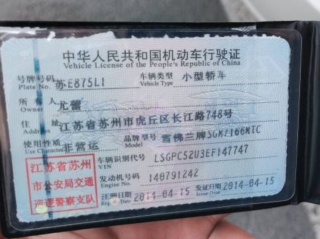 中华人民共和国机动车行驶证
Vehicle License of the People's Republic of China
号牌号码 苏E875L1 车辆类型 小型轿车
Plate No. Vehicle Type
所有人 尤蕾
Owner
住址 江苏省苏州市虎丘区长江路748号
Address
使用性质 非营运 品牌型号 雪佛兰牌SGM7166MTC
Use Character Model
江苏省苏州
市公安局交通
巡逻警察支队
车辆识别代号 LSGPC52U3EF147747
VIN
发动机号码 140791242
Engine No.
注册日期 2014-04-15 发证日期 2014-04-15